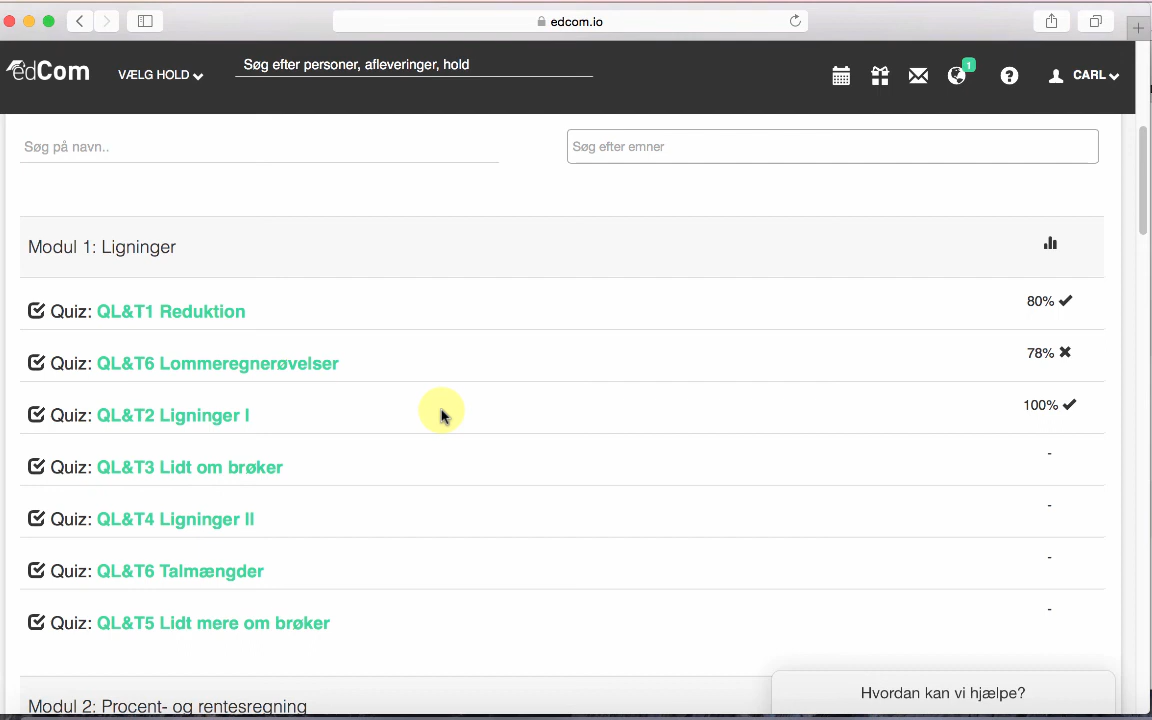 edcom.io
edCom
VÆLG HOLD
Søg efter personer, afleveringer, hold
1
CARL
Søg på navn..
Søg efter emner
Modul 1: Ligninger
Quiz: QL&T1 Reduktion
80%
Quiz: QL&T6 Lommeregnerøvelser
78%
Quiz: QL&T2 Ligninger I
100%
Quiz: QL&T3 Lidt om brøker
-
Quiz: QL&T4 Ligninger II
-
Quiz: QL&T6 Talmængder
-
Quiz: QL&T5 Lidt mere om brøker
-
Modul 2: Procent- og rentesregning
Hvordan kan vi hjælpe?